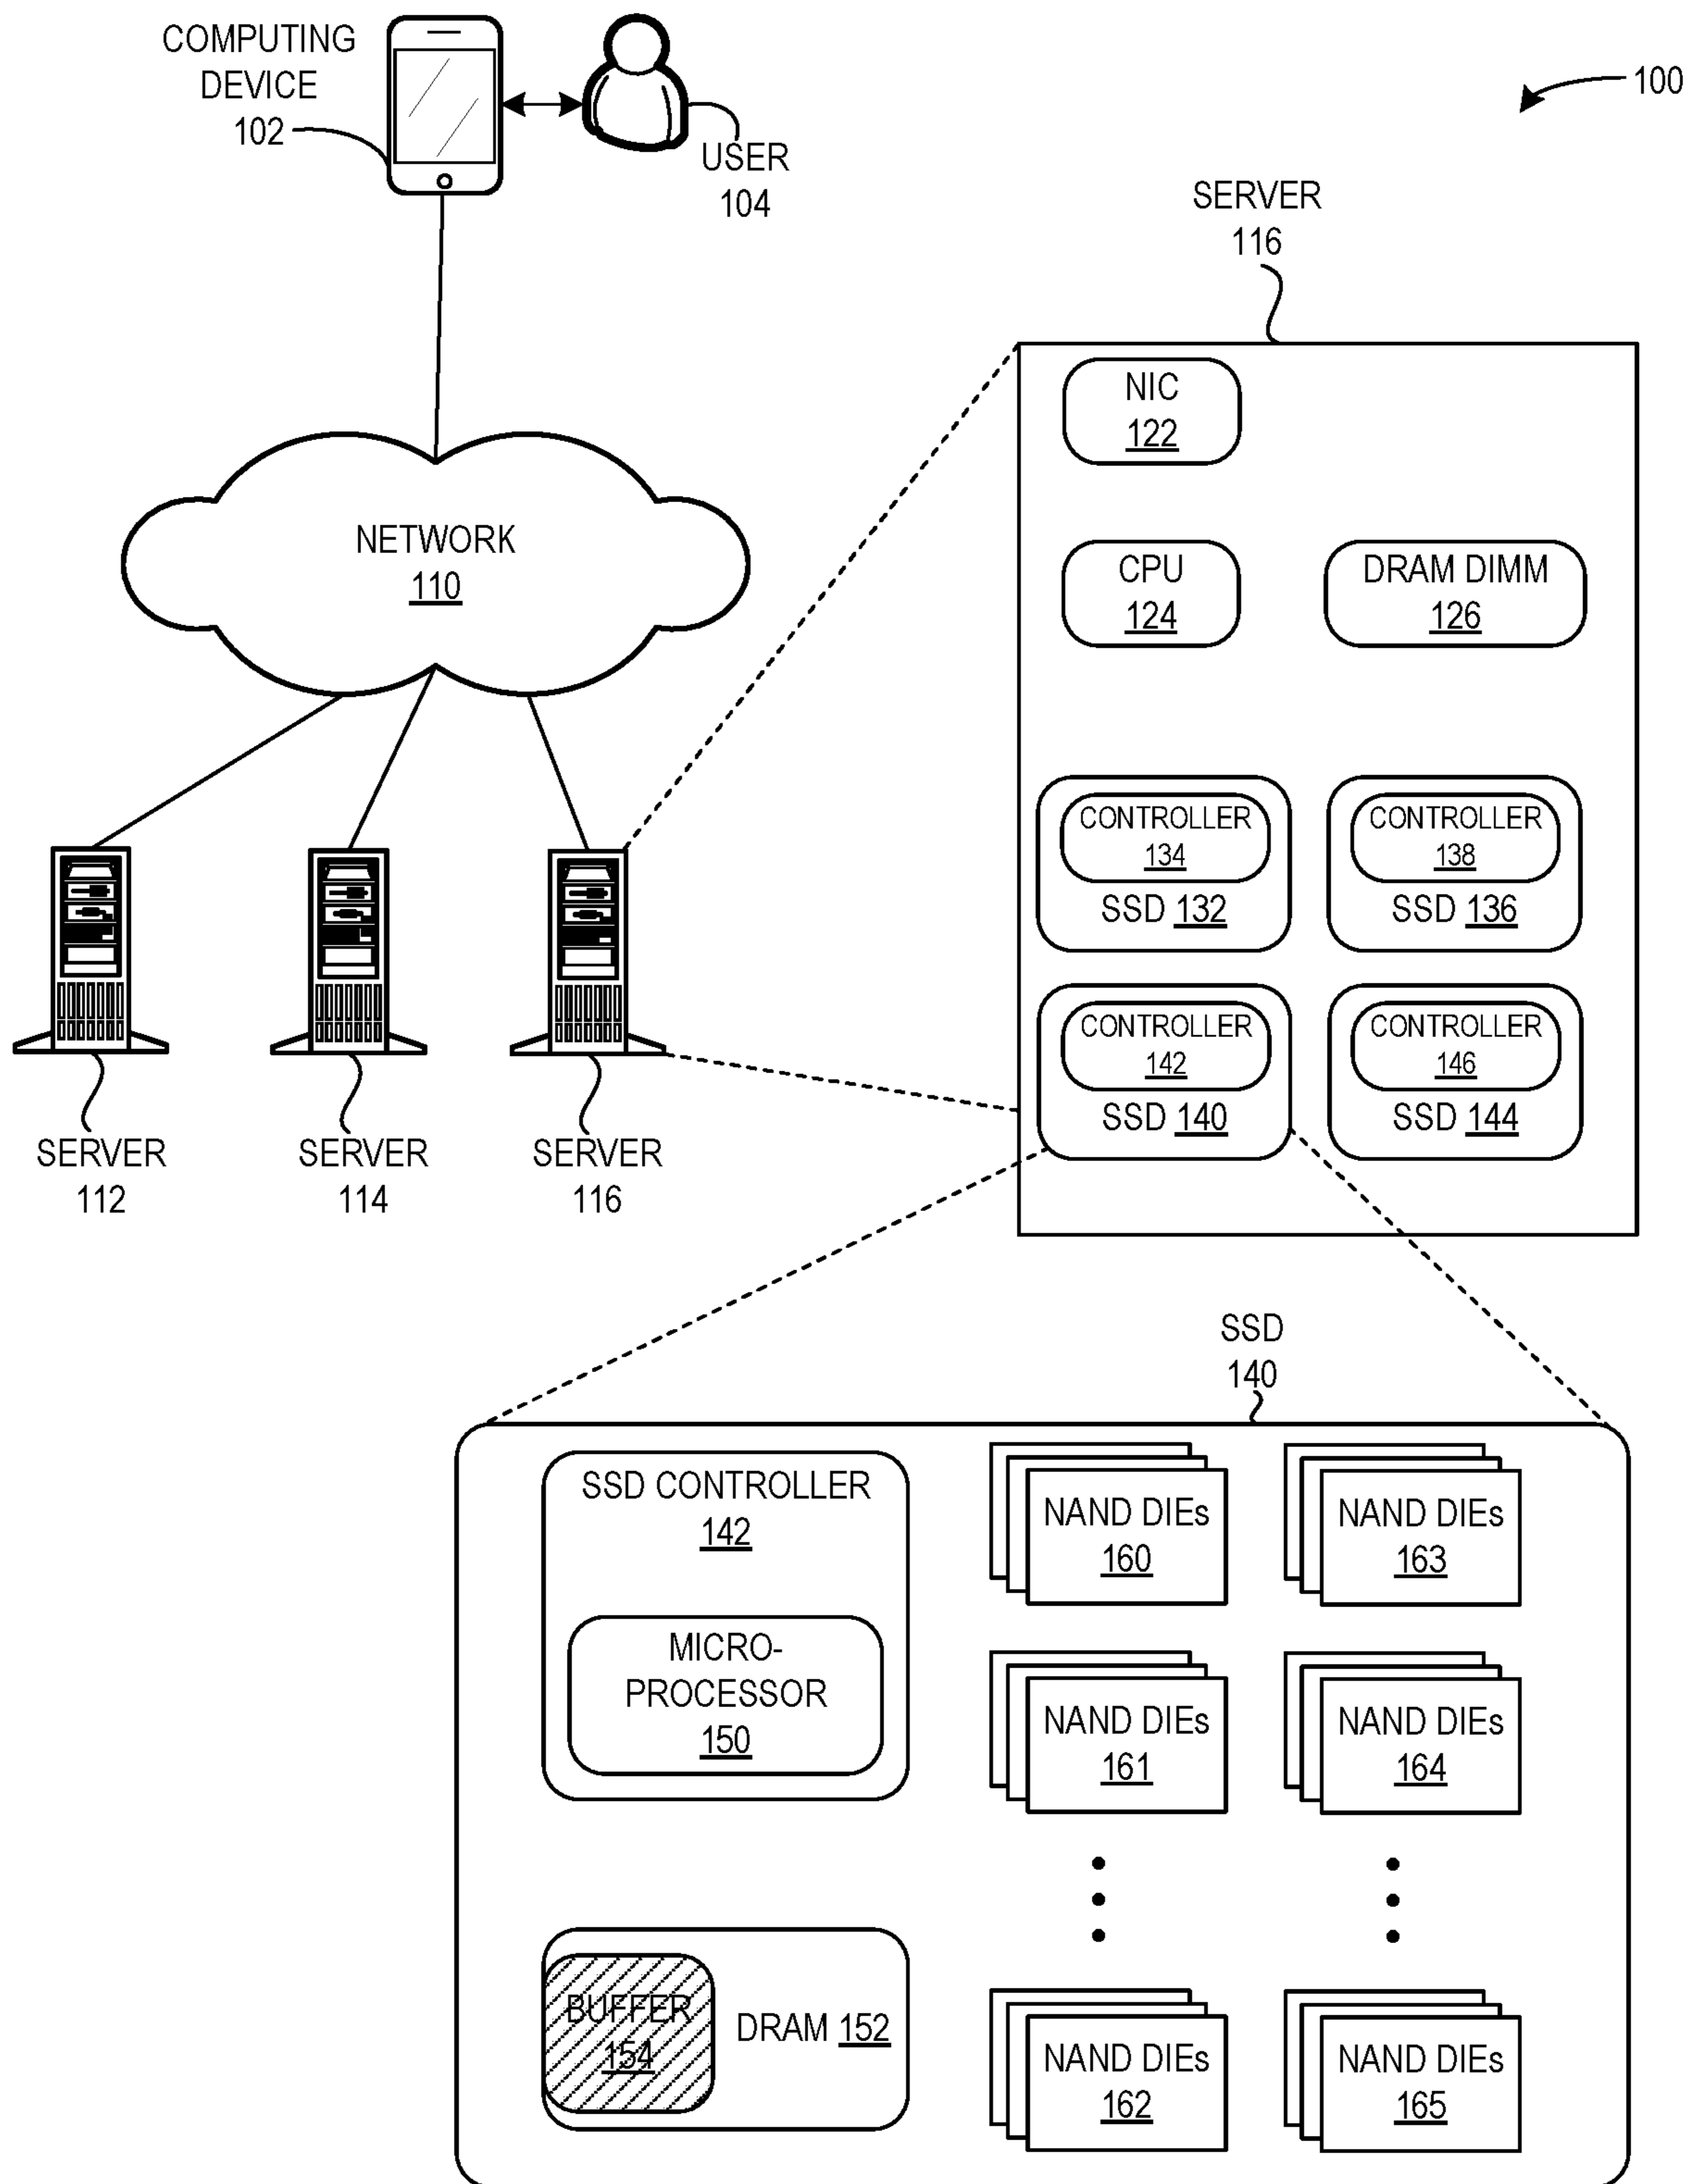 COMPUTING
DEVICE
102
USER
104
100
SERVER
116
NIC
122
NETWORK
110
CPU
124
DRAM DIMM
126
CONTROLLER
134
SSD 132
CONTROLLER
138
SSD 136
CONTROLLER
142
SSD 140
CONTROLLER
146
SSD 144
SERVER
112
SERVER
114
SERVER
116
SSD
140
SSD CONTROLLER
142
MICRO-
PROCESSOR
150
NAND DIEs
160
NAND DIEs
163
NAND DIEs
161
NAND DIEs
164
BUFFER
154
DRAM 152
NAND DIEs
162
NAND DIEs
165